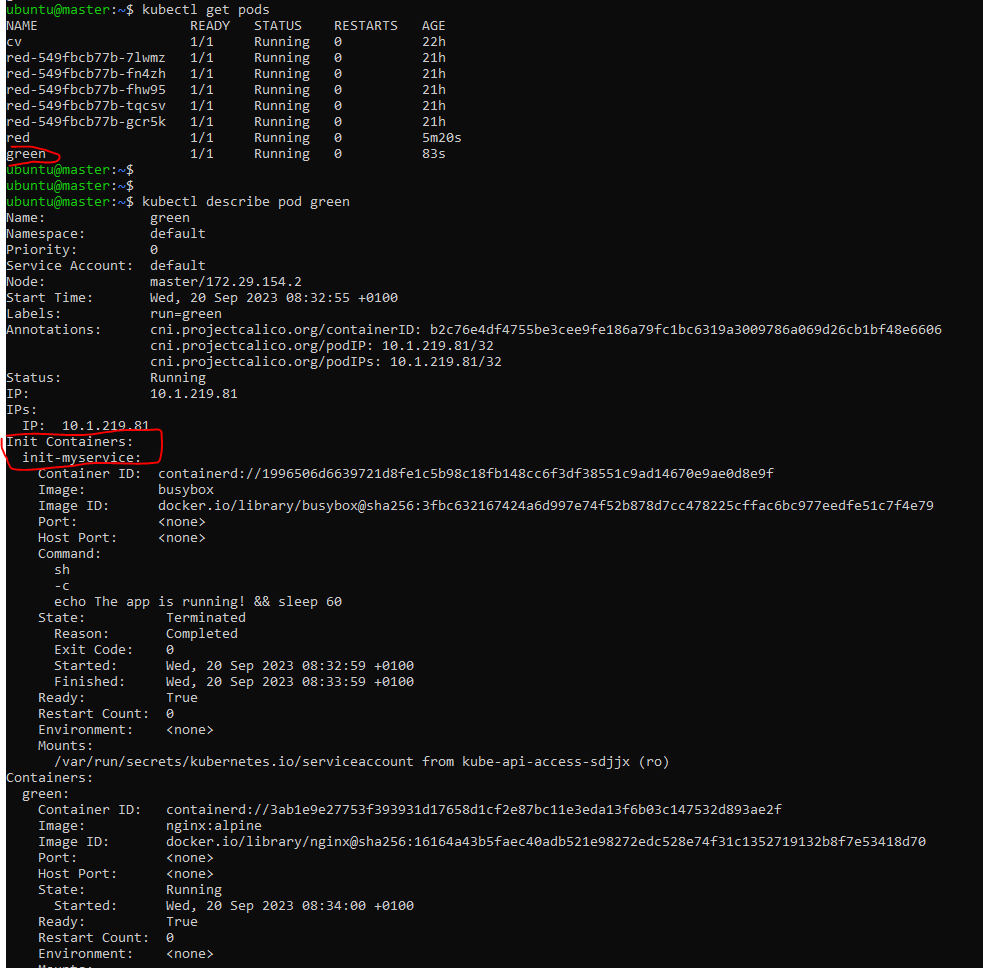 ubuntu@master:~$ kubectl get pods
NAME READY STATUS RESTARTS AGE
cv 1/1 Running 0 22h
red-549fbcb77b-7lwmz 1/1 Running 0 21h
red-549fbcb77b-fn4zh 1/1 Running 0 21h
red-549fbcb77b-fhw95 1/1 Running 0 21h
red-549fbcb77b-tqcsv 1/1 Running 0 21h
red-549fbcb77b-gcr5k 1/1 Running 0 21h
red 1/1 Running 0 5m20s
green 1/1 Running 0 83s
ubuntu@master:~$
ubuntu@master:~$
ubuntu@master:~$ kubectl describe pod green
Name: green
Namespace: default
Priority: 0
Service Account: default
Node: master/172.29.154.2
Start Time: Wed, 20 Sep 2023 08:32:55 +0100
Labels: run=green
Annotations: cni.projectcalico.org/containerID: b2c76e4df4755be3cee9fe186a79fc1bc6319a3009786a069d26cb1bf48e6606
cni.projectcalico.org/podIP: 10.1.219.81/32
cni.projectcalico.org/podIPs: 10.1.219.81/32
Status: Running
IP: 10.1.219.81
IPs:
IP: 10.1.219.81
Init Containers:
init-myservice:
Container ID: containerd://1996506d6639721d8fe1c5b98c18fb148cc6f3df38551c9ad14670e9ae0d8e9f
Image: busybox
Image ID: docker.io/library/busybox@sha256:3fbc632167424a6d997e74f52b878d7cc478225cffac6bc977eedfe51c7f4e79
Port: <none>
Host Port: <none>
Command:
sh
-c
echo The app is running! && sleep 60
State: Terminated
Reason: Completed
Exit Code: 0
Started: Wed, 20 Sep 2023 08:32:59 +0100
Finished: Wed, 20 Sep 2023 08:33:59 +0100
Ready: True
Restart Count: 0
Environment: <none>
Mounts:
/var/run/secrets/kubernetes.io/serviceaccount from kube-api-access-sdjjx (ro)
Containers:
green:
Container ID: containerd://3ab1e9e27753f393931d17658d1cf2e87bc11e3eda13f6b03c147532d893ae2f
Image: nginx:alpine
Image ID: docker.io/library/nginx@sha256:16164a43b5faec40adb521e98272edc528e74f31c1352719132b8f7e53418d70
Port: <none>
Host Port: <none>
State: Running
Started: Wed, 20 Sep 2023 08:34:00 +0100
Ready: True
Restart Count: 0
Environment: <none>